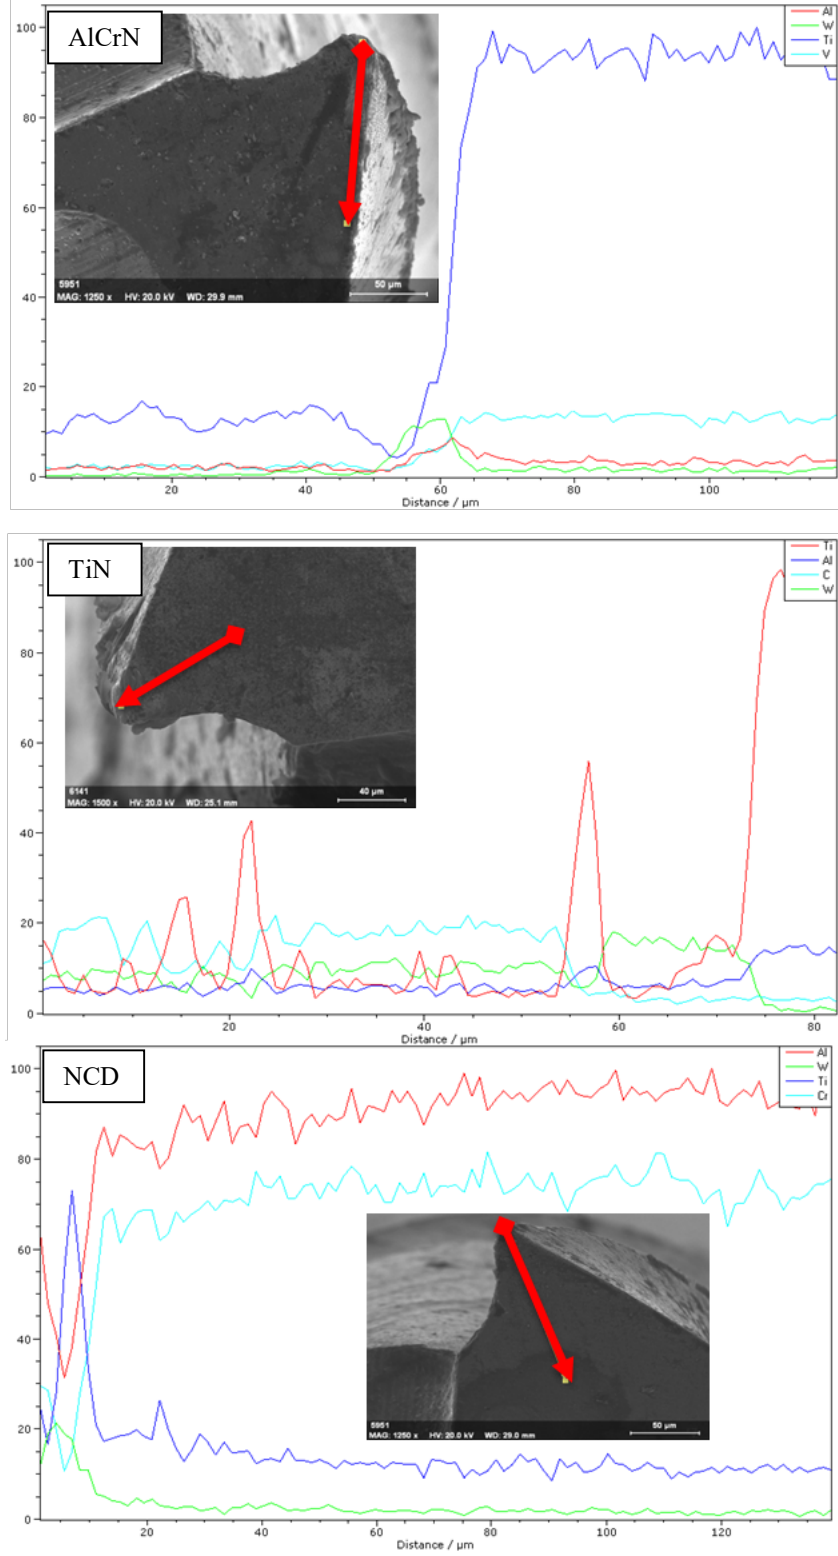 AlCrN
100
80
60
40
20
0
20 40 60 80 100
Distance / µm
Al
W
Ti
V
5951
MAG: 1250 x HV: 20.0 kV WD: 29.9 mm
50 µm
TiN
100
80
60
40
20
0
20 40 60 80
Distance / µm
Ti
Al
C
W
6141
MAG: 1500 x HV: 20.0 kV WD: 25.1 mm
40 µm
NCD
100
80
60
40
20
0
20 40 60 80 100 120
Distance / µm
Al
W
Ti
Cr
5951
MAG: 1250 x HV: 20.0 kV WD: 29.0 mm
50 µm